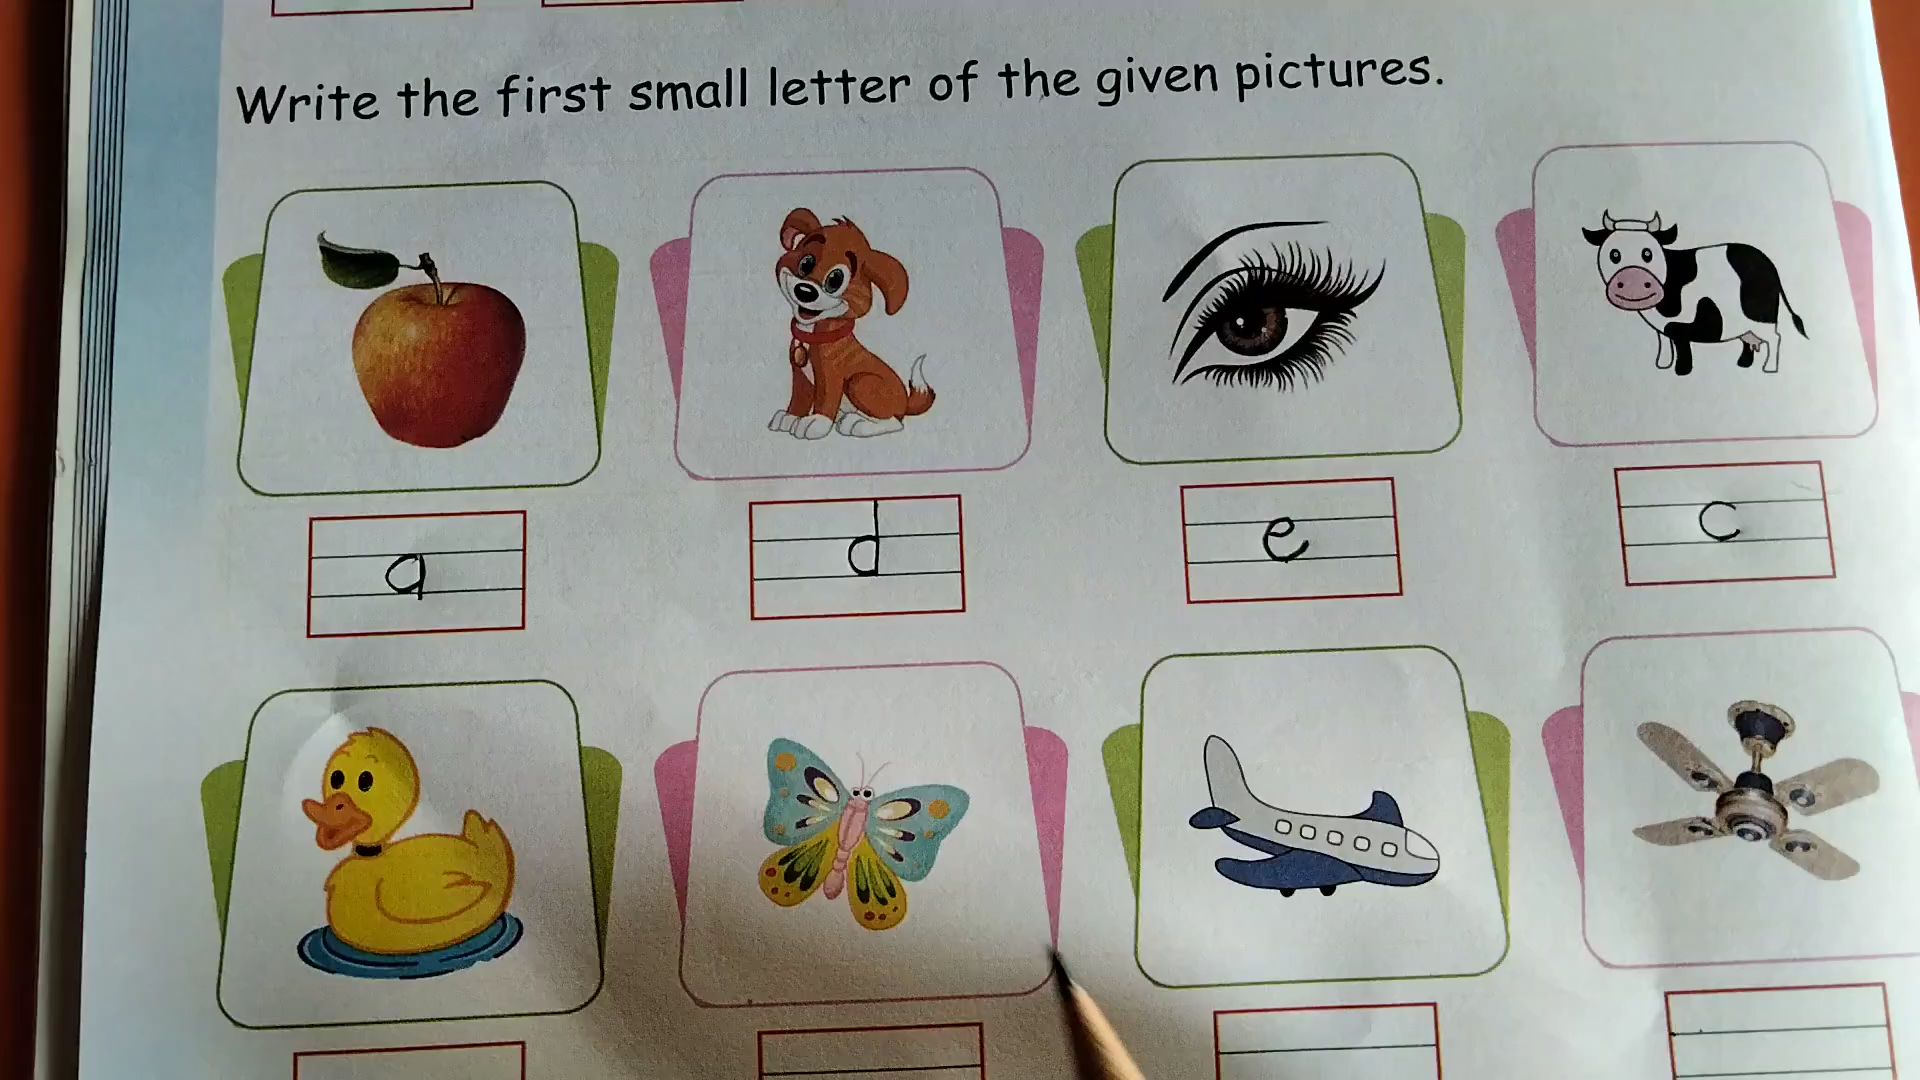 Write the first small letter of the given pictures.
a d e c